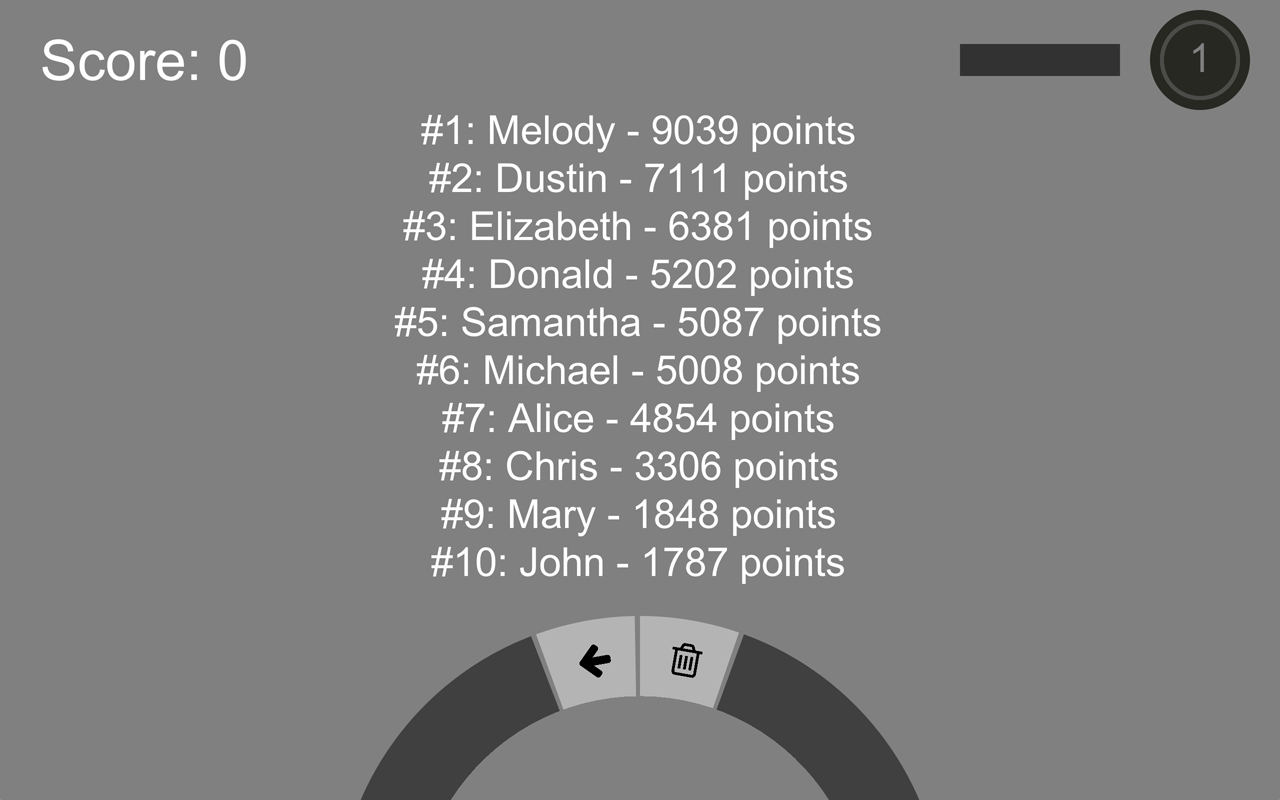 Score: 0
1
#1: Melody - 9039 points
#2: Dustin - 7111 points
#3: Elizabeth - 6381 points
#4: Donald - 5202 points
#5: Samantha - 5087 points
#6: Michael - 5008 points
#7: Alice - 4854 points
#8: Chris - 3306 points
#9: Mary - 1848 points
#10: John - 1787 points